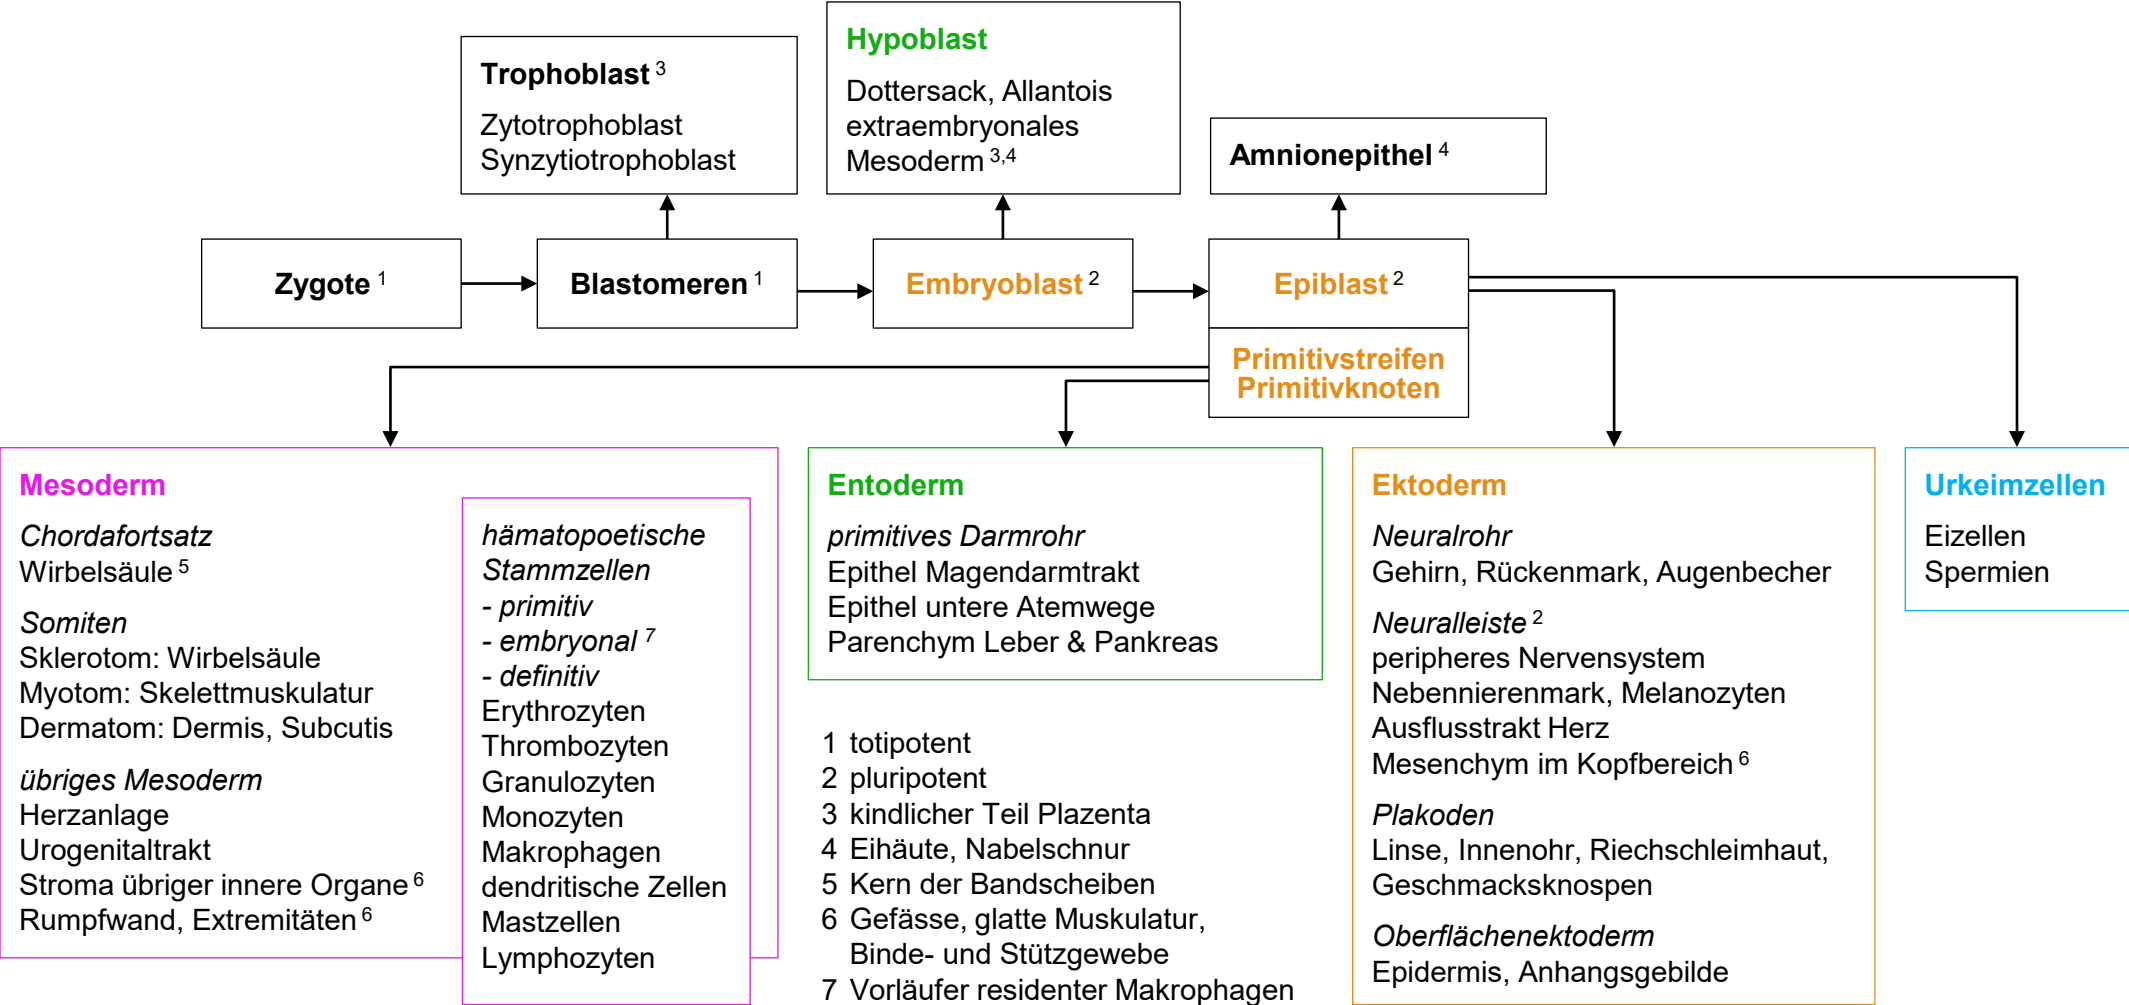 Hypoblast
Dottersack, Allantois
extraembryonales
Mesoderm 3,4
Trophoblast 3
Zytotrophoblast
Synzytiotrophoblast
Amnionepithel 4
Zygote 1
Blastomeren 1
Embryoblast 2
Epiblast 2
Primitivstreifen
Primitivknoten
Mesoderm
Chordafortsatz
Wirbelsäule 5
Somiten
Sklerotom: Wirbelsäule
Myotom: Skelettmuskulatur
Dermatom: Dermis, Subcutis
übriges Mesoderm
Herzanlage
Urogenitaltrakt
Stroma übriger innere Organe 6
Rumpfwand, Extremitäten 6
hämatopoetische
Stammzellen
- primitiv
- embryonal 7
- definitiv
Erythrozyten
Thrombozyten
Granulozyten
Monozyten
Makrophagen
dendritische Zellen
Mastzellen
Lymphozyten
Entoderm
primitives Darmrohr
Epithel Magendarmtrakt
Epithel untere Atemwege
Parenchym Leber & Pankreas
1 totipotent
2 pluripotent
3 kindlicher Teil Plazenta
4 Eihäute, Nabelschnur
5 Kern der Bandscheiben
6 Gefässe, glatte Muskulatur,
Binde- und Stützgewebe
7 Vorläufer residenter Makrophagen
Ektoderm
Neuralrohr
Gehirn, Rückenmark, Augenbecher
Neuralleiste 2
peripheres Nervensystem
Nebennierenmark, Melanozyten
Ausflusstrakt Herz
Mesenchym im Kopfbereich 6
Plakoden
Linse, Innenohr, Riechschleimhaut,
Geschmacksknospen
Oberflächenektoderm
Epidermis, Anhangsgebilde
Urkeimzellen
Eizellen
Spermien